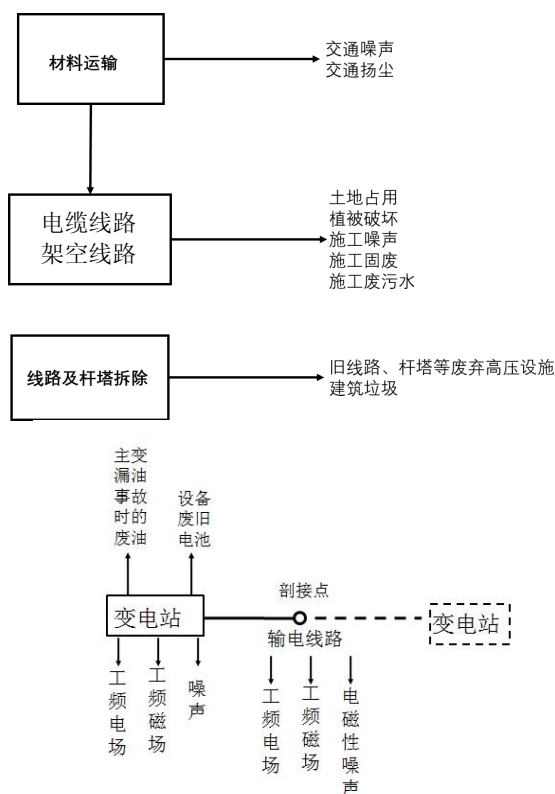 材料运输
交通噪声
交通扬尘
电缆线路
架空线路
土地占用
植被破坏
施工噪声
施工固废
施工废污水
线路及杆塔拆除
旧线路、杆塔等废弃高压设施
建筑垃圾
主变
漏油
事故
时的
废油
设备
废旧
电池
剖接点
变电站
变电站
输电线路
工频电场
工频磁场
噪声
工频电场
工频磁场
电磁性噪声